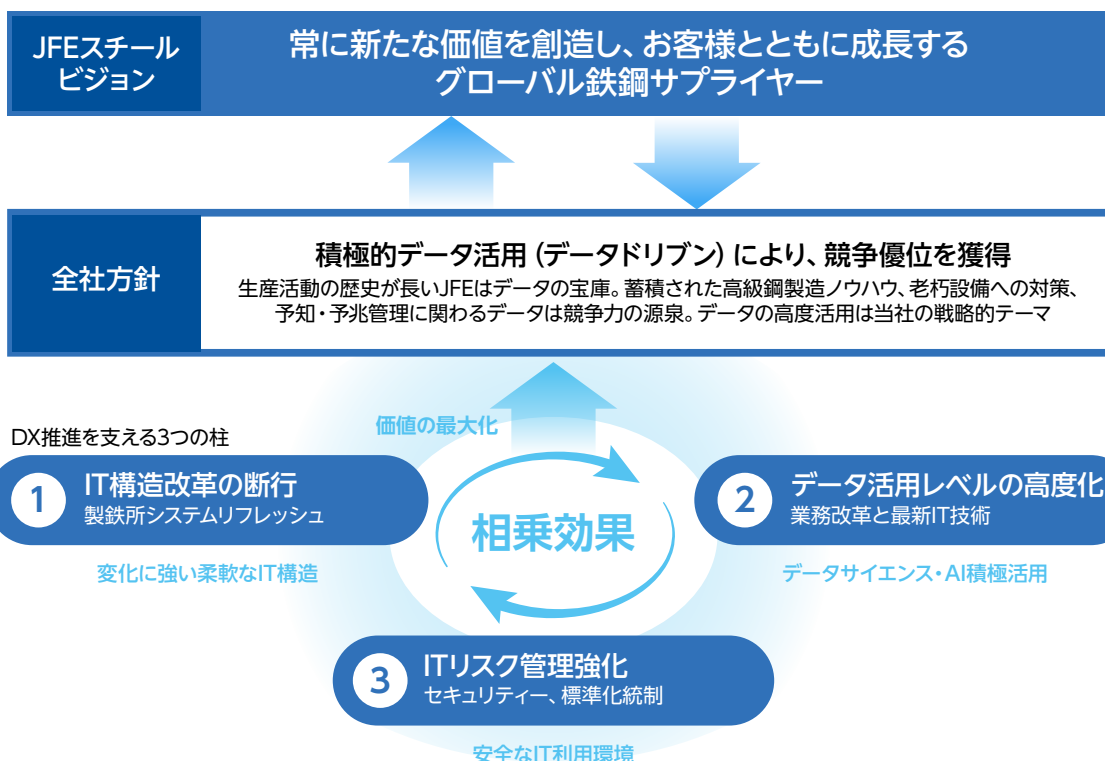 JFEスチール
ビジョン
常に新たな価値を創造し、お客様とともに成長する
グローバル鉄鋼サプライヤー
全社方針
積極的データ活用（データドリブン）により、競争優位を獲得
生産活動の歴史が長いJFEはデータの宝庫。蓄積された高級鋼製造ノウハウ、老朽設備への対策、
予知・予兆管理に関わるデータは競争力の源泉。データの高度活用は当社の戦略的テーマ
価値の最大化
DX推進を支える3つの柱
1
IT構造改革の断行
製鉄所システムリフレッシュ
変化に強い柔軟なIT構造
相乗効果
2
データ活用レベルの高度化
業務改革と最新IT技術
データサイエンス・AI積極活用
3
ITリスク管理強化
セキュリティー、標準化統制
安全なIT利用環境